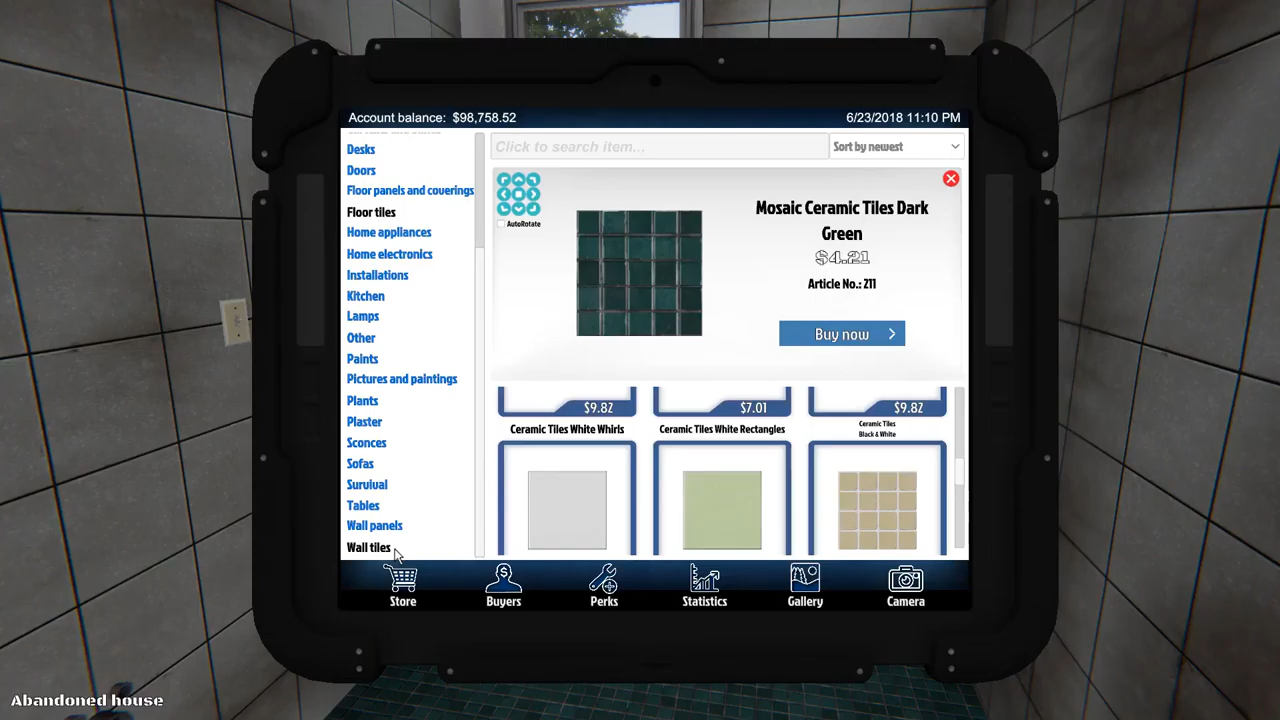 Account balance: $98,758.52
6/23/2018 11:10 PM
Desks
Doors
Floor panels and coverings
Floor tiles
Home appliances
Home electronics
Installations
Kitchen
Lamps
Other
Paints
Pictures and paintings
Plants
Plaster
Sconces
Sofas
Survival
Tables
Wall panels
Wall tiles
Click to search item...
Sort by newest
AutoRotate
Mosaic Ceramic Tiles Dark
Green
$4.21
Article No.: 211
Buy now
$9.82
$7.01
$9.82
Ceramic Tiles White Whirls
Ceramic Tiles White Rectangles
Ceramic Tiles
Black & White
Store
Buyers
Perks
Statistics
Gallery
Camera
Abandoned house